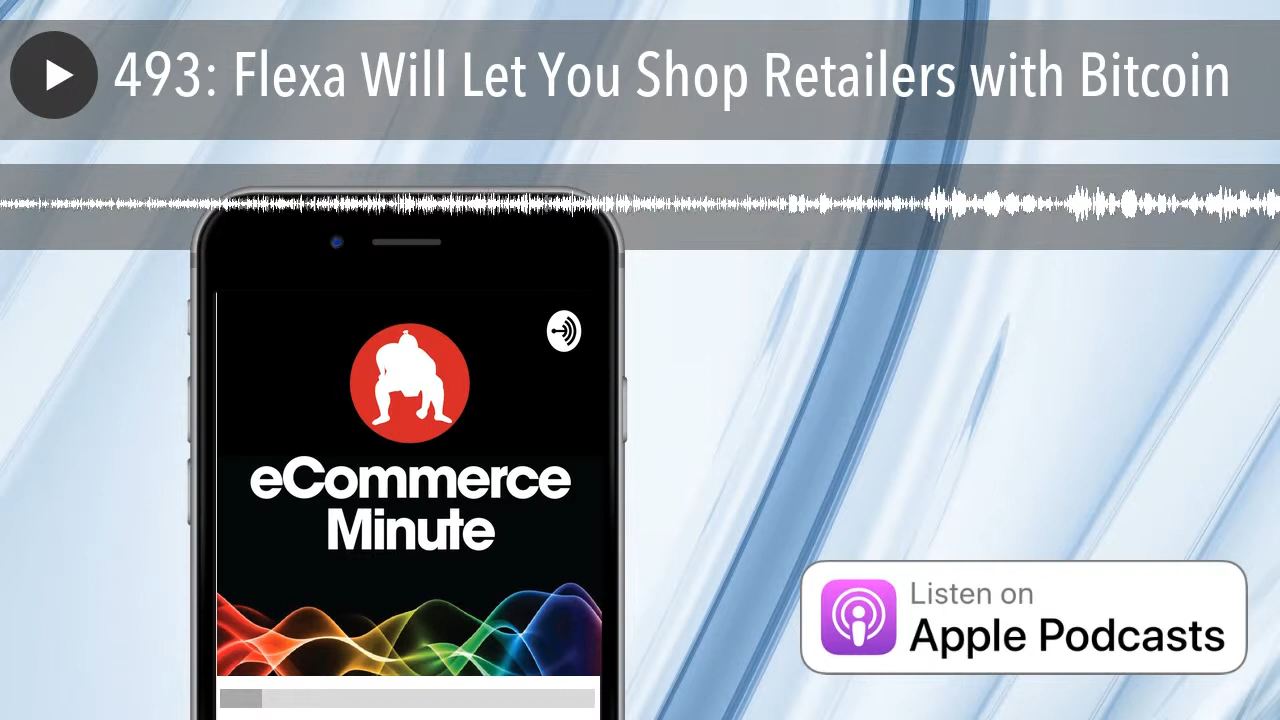 493: Flexa Will Let You Shop Retailers with Bitcoin
eCommerce
Minute
Listen on
Apple Podcasts